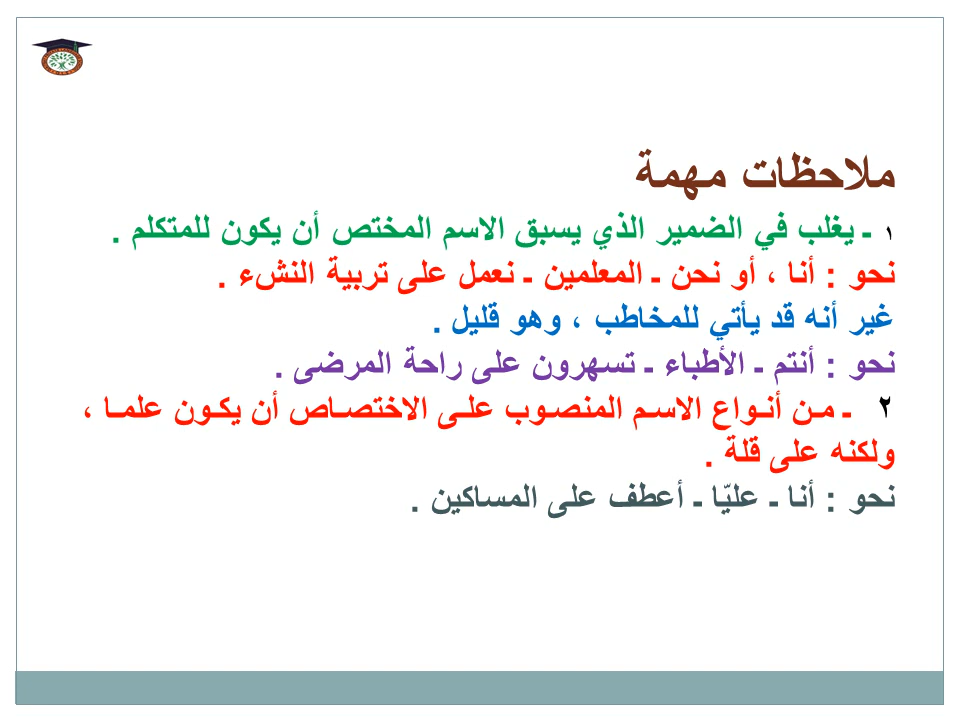 ملاحظات مهمة
١ ـ يغلب في الضمير الذي يسبق الاسم المختص أن يكون للمتكلم .
نحو : أنا ، أو نحن ـ المعلمين ـ نعمل على تربية النشء .
غير أنه قد يأتي للمخاطب ، وهو قليل .
نحو : أنتم ـ الأطباء ـ تسهرون على راحة المرضى .
٢ ـ من أنواع الاسم المنصوب على الاختصاص أن يكون علما ،
ولكنه على قلة .
نحو : أنا ـ عليّا ـ أعطف على المساكين .